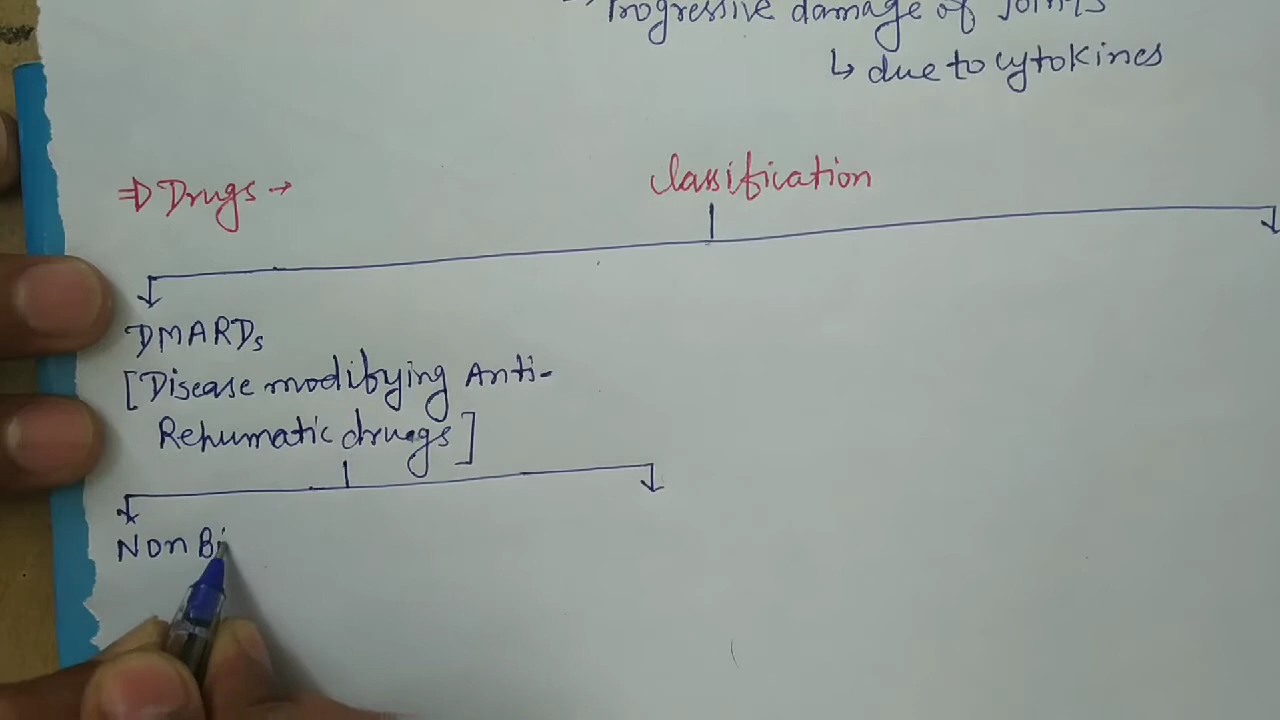 Progressive damage of Joints
↳ due to cytokines
⇒ Drugs →
Classification
DMARDs
[Disease modifying Anti-
Rehumatic drugs]
Non Bi